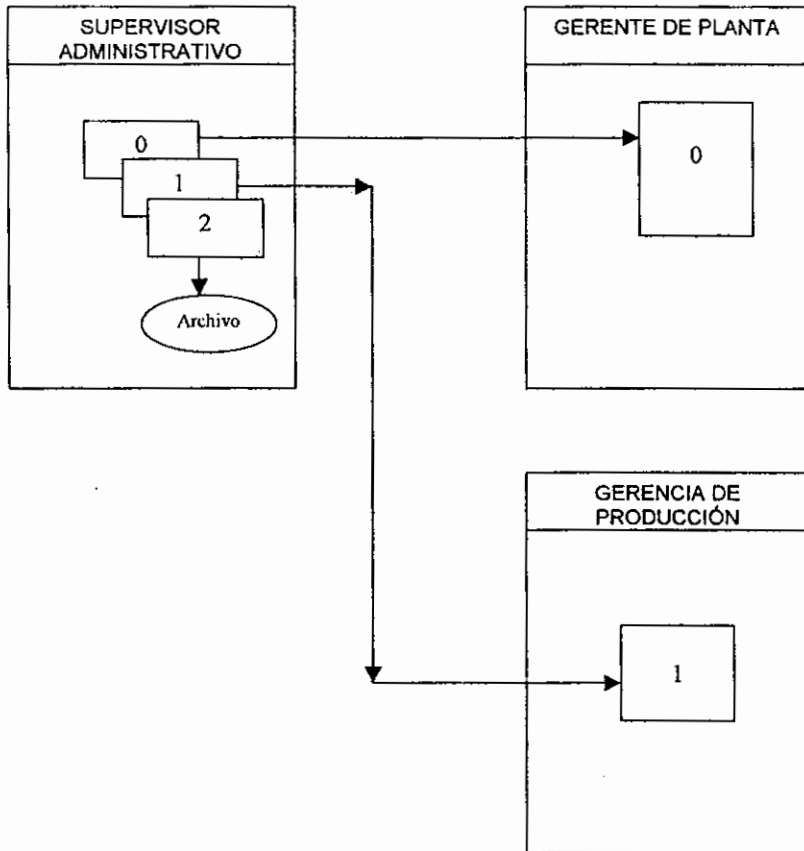 SUPERVISOR
ADMINISTRATIVO
0
1
2
Archivo
GERENTE DE PLANTA
0
GERENCIA DE
PRODUCCIÓN
1